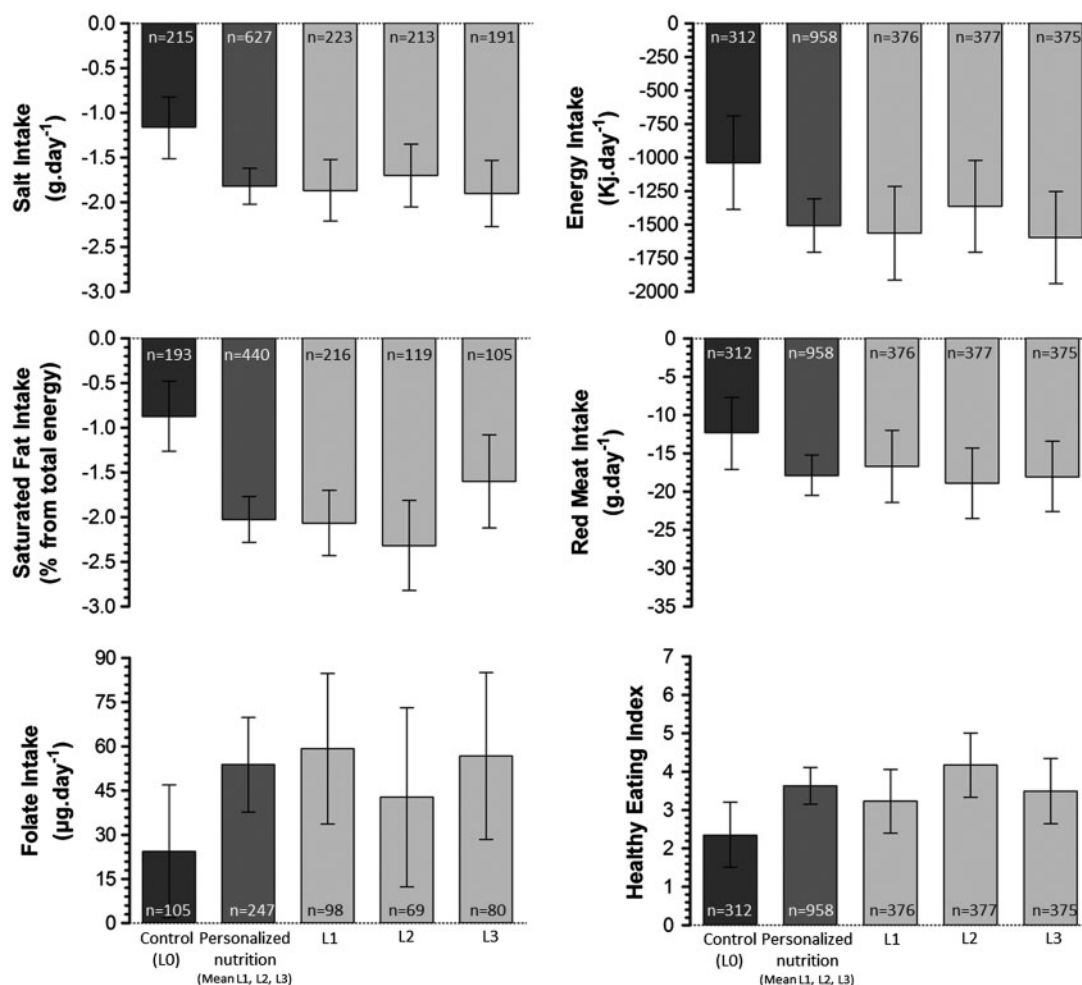 0.0
-0.5
-1.0
-1.5
-2.0
-2.5
-3.0
Salt Intake
(g.day-1)
n=215 n=627 n=223 n=213 n=191
0
-250
-500
-750
-1000
-1250
-1500
-1750
-2000
Energy Intake
(Kj.day-1)
n=312 n=958 n=376 n=377 n=375
0.0
-0.5
-1.0
-1.5
-2.0
-2.5
-3.0
Saturated Fat Intake
(% from total energy)
n=193 n=440 n=216 n=119 n=105
0
-5
-10
-15
-20
-25
-30
-35
Red Meat Intake
(g.day-1)
n=312 n=958 n=376 n=377 n=375
90
75
60
45
30
15
0
Folate Intake
(µg.day-1)
n=105 n=247 n=98 n=69 n=80
Control Personalized L1 L2 L3
(L0) nutrition
(Mean L1, L2, L3)
7
6
5
4
3
2
1
0
Healthy Eating Index
n=312 n=958 n=376 n=377 n=375
Control Personalized L1 L2 L3
(L0) nutrition
(Mean L1, L2, L3)